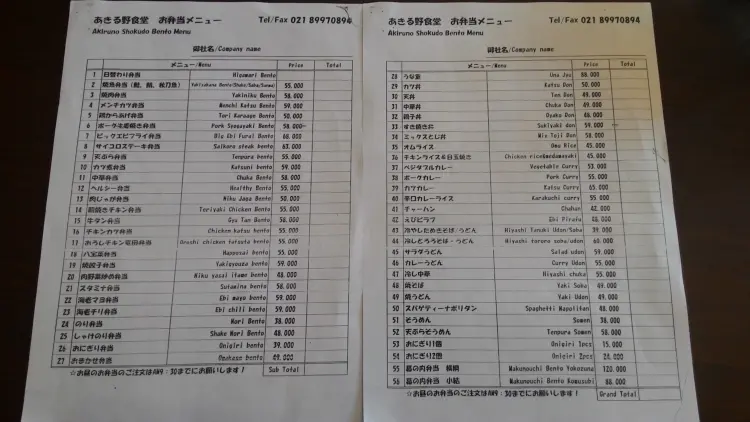 あきる野食堂　お弁当メニュー　Tel/Fax 021 89970894
Akiruno Shokudo Bento Menu
御社名/Company name
メニュー/Menu Price Total
1 日替わり弁当 Higawari Bento
2 焼魚弁当 Yakizakana Bento 55.000
3 焼肉弁当 Yakiniku Bento 58.000
4 メンチカツ弁当 Menchi Katsu Bento 59.000
5 鶏からあげ弁当 Tori Karaage Bento 50.000
6 ポーク生姜焼き弁当 Pork Syogayaki Bento 58.000
7 ビックエビフライ弁当 Big Ebi Furai Bento 68.000
8 サイコロステーキ弁当 Saikoro steak bento 63.000
9 天ぷら弁当 Tempura bento 55.000
10 カツ煮弁当 Katsuni bento 59.000
11 中華弁当 Chuka Bento 58.000
12 ヘルシー弁当 Healthy Bento 55.000
13 肉じゃが弁当 Niku Jaga Bento 50.000
14 照焼きチキン弁当 Teriyaki Chicken Bento 55.000
15 牛タン弁当 Gyu Tan Bento 58.000
16 チキンカツ弁当 Chicken katsu bento 55.000
17 おろしチキン竜田弁当 Oroshi chicken tatsuta bento 55.000
18 八宝菜弁当 Happosai bento 55.000
19 焼餃子弁当 Yakigyouza bento 59.000
20 肉野菜炒め弁当 Niku yasai itame bento 48.000
21 スタミナ弁当 Sutamina bento 58.000
22 海老マヨ弁当 Ebi mayo bento 59.000
23 海老チリ弁当 Ebi chili bento 59.000
24 のり弁当 Nori Bento 38.000
25 しゃけのり弁当 Shake Nori Bento 48.000
26 おにぎり弁当 Onigiri bento 39.000
27 おまかせ弁当 Omakase bento 49.000
☆お昼のお弁当のご注文はAM9：30までにお願いします！ Sub Total
あきる野食堂　お弁当メニュー　Tel/Fax 021 89970894
Akiruno Shokudo Bento Menu
御社名/Company name
メニュー/Menu Price Total
28 うな重 Una Jyu 88.000
29 カツ丼 Katsu Don 50.000
30 天丼 Ten Don 49.000
31 中華丼 Chuka Don 49.000
32 親子丼 Oyako Don 48.000
33 すき焼き丼 Sukiyaki don 59.000
34 ミックスとじ丼 Mix Toji Don 58.000
35 オムライス Omu Rice 45.000
36 チキンライス&目玉焼き Chicken rice&medamayaki 45.000
37 ベジタブルカレー Vegetable Curry 53.000
38 ポークカレー Pork Curry 55.000
39 カツカレー Katsu Curry 65.000
40 辛口カレーライス Karakuchi curry 55.000
41 チャーハン Chahan 42.000
42 えびピラフ Ebi Pirafu 48.000
43 冷やしたぬきそば・うどん Hiyashi Tanuki Udon/Soba 39.000
44 冷しとろろそば・うどん Hiyashi tororo soba/udon 60.000
45 サラダうどん Salad udon 59.000
46 カレーうどん Curry Udon 55.000
47 冷し中華 Hiyashi chuka 55.000
48 焼そば Yaki Soba 49.000
49 焼うどん Yaki Udon 49.000
50 スパゲティーナポリタン Spaghetti Napolitan 48.000
51 そうめん Somen 38.000
52 天ぷらそうめん Tempura Somen 58.000
53 おにぎり1個 Onigiri 1pcs 15.000
54 おにぎり2個 Onigiri 2pcs 28.000
55 幕の内弁当　横綱 Makunouchi Bento Yokozuna 120.000
56 幕の内弁当　小結 Makunouchi Bento Komusubi 88.000
☆お昼のお弁当のご注文はAM9：30までにお願いします！ Grand Total